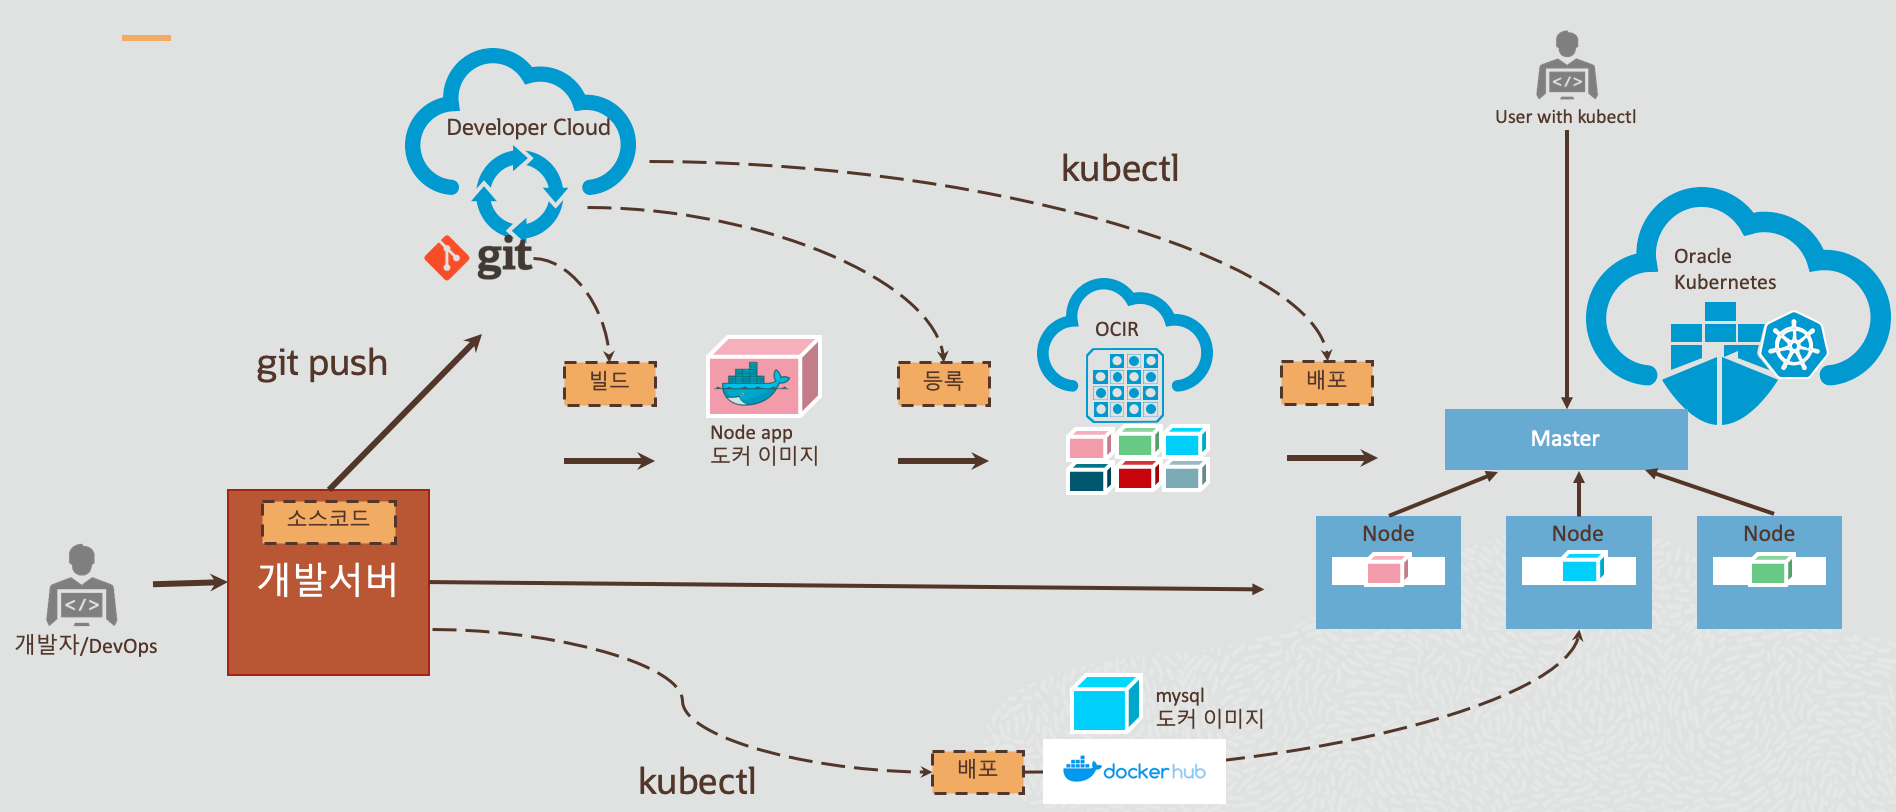 Developer Cloud
git
kubectl
</>
User with kubectl
Oracle
Kubernetes
git push
빌드
Node app
도커 이미지
등록
OCIR
배포
Master
소스코드
개발서버
</>
개발자/DevOps
Node
Node
Node
kubectl
배포
mysql
도커 이미지
dockerhub